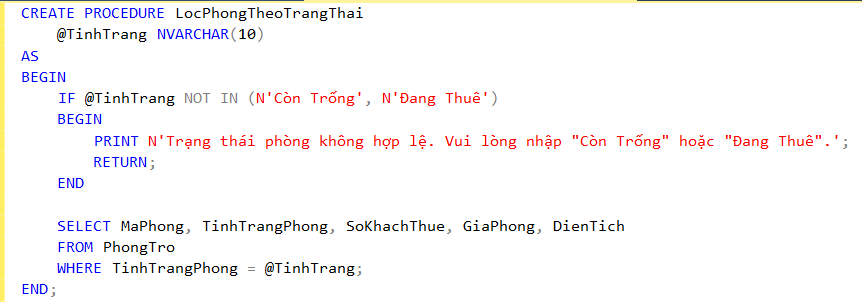 CREATE PROCEDURE LocPhongTheoTrangThai
    @TinhTrang NVARCHAR(10)
AS
BEGIN
    IF @TinhTrang NOT IN (N'Còn Trống', N'Đang Thuê')
    BEGIN
        PRINT N'Trạng thái phòng không hợp lệ. Vui lòng nhập "Còn Trống" hoặc "Đang Thuê".';
        RETURN;
    END

    SELECT MaPhong, TinhTrangPhong, SoKhachThue, GiaPhong, DienTich
    FROM PhongTro
    WHERE TinhTrangPhong = @TinhTrang;
END;